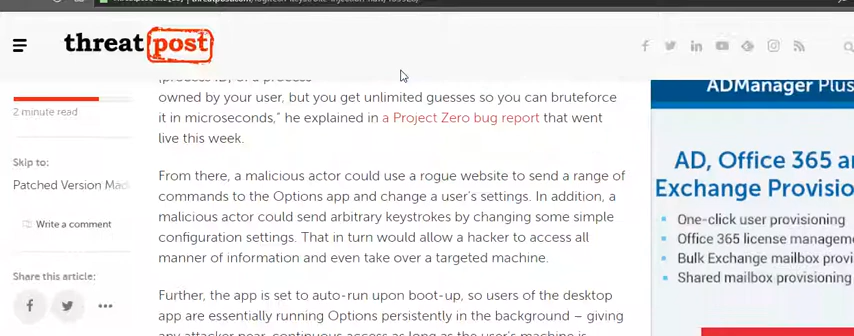 threat post
owned by your user, but you get unlimited guesses so you can bruteforce
it in microseconds,” he explained in a Project Zero bug report that went
live this week.
2 minute read
Skip to:
Patched Version Mad
Write a comment
From there, a malicious actor could use a rogue website to send a range of
commands to the Options app and change a user’s settings. In addition, a
malicious actor could send arbitrary keystrokes by changing some simple
configuration settings. That in turn would allow a hacker to access all
manner of information and even take over a targeted machine.
Share this article:
Further, the app is set to auto-run upon boot-up, so users of the desktop
app are essentially running Options persistently in the background – giving
ADManager Plus
AD, Office 365 a
Exchange Provisio
One-click user provisioning
Office 365 license manageme
Bulk Exchange mailbox provi
Shared mailbox provisioning